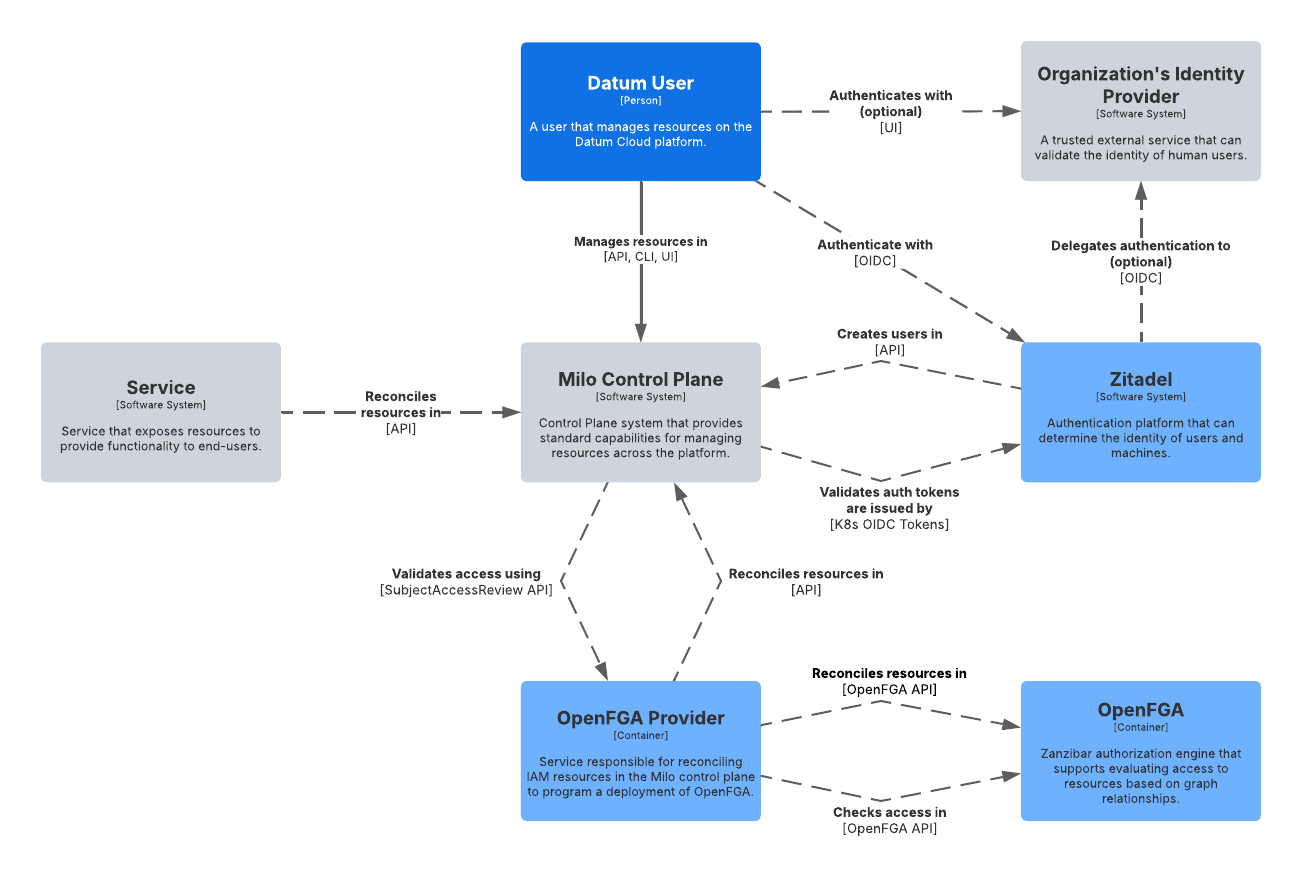 Datum User
[Person]
A user that manages resources on the
Datum Cloud platform.
Authenticates with
(optional)
[UI]
Organization's Identity
Provider
[Software System]
A trusted external service that can
validate the identity of human users.
Manages resources in
[API, CLI, UI]
Authenticate with
[OIDC]
Delegates authentication to
(optional)
[OIDC]
Service
[Software System]
Service that exposes resources to
provide functionality to end-users.
Reconciles
resources in
[API]
Milo Control Plane
[Software System]
Control Plane system that provides
standard capabilities for managing
resources across the platform.
Creates users in
[API]
Validates auth tokens
are issued by
[K8s OIDC Tokens]
Zitadel
[Software System]
Authentication platform that can
determine the identity of users and
machines.
Validates access using
[SubjectAccessReview API]
Reconciles resources in
[API]
OpenFGA Provider
[Container]
Service responsible for reconciling
IAM resources in the Milo control plane
to program a deployment of OpenFGA.
Reconciles resources in
[OpenFGA API]
Checks access in
[OpenFGA API]
OpenFGA
[Container]
Zanzibar authorization engine that
supports evaluating access to
resources based on graph
relationships.